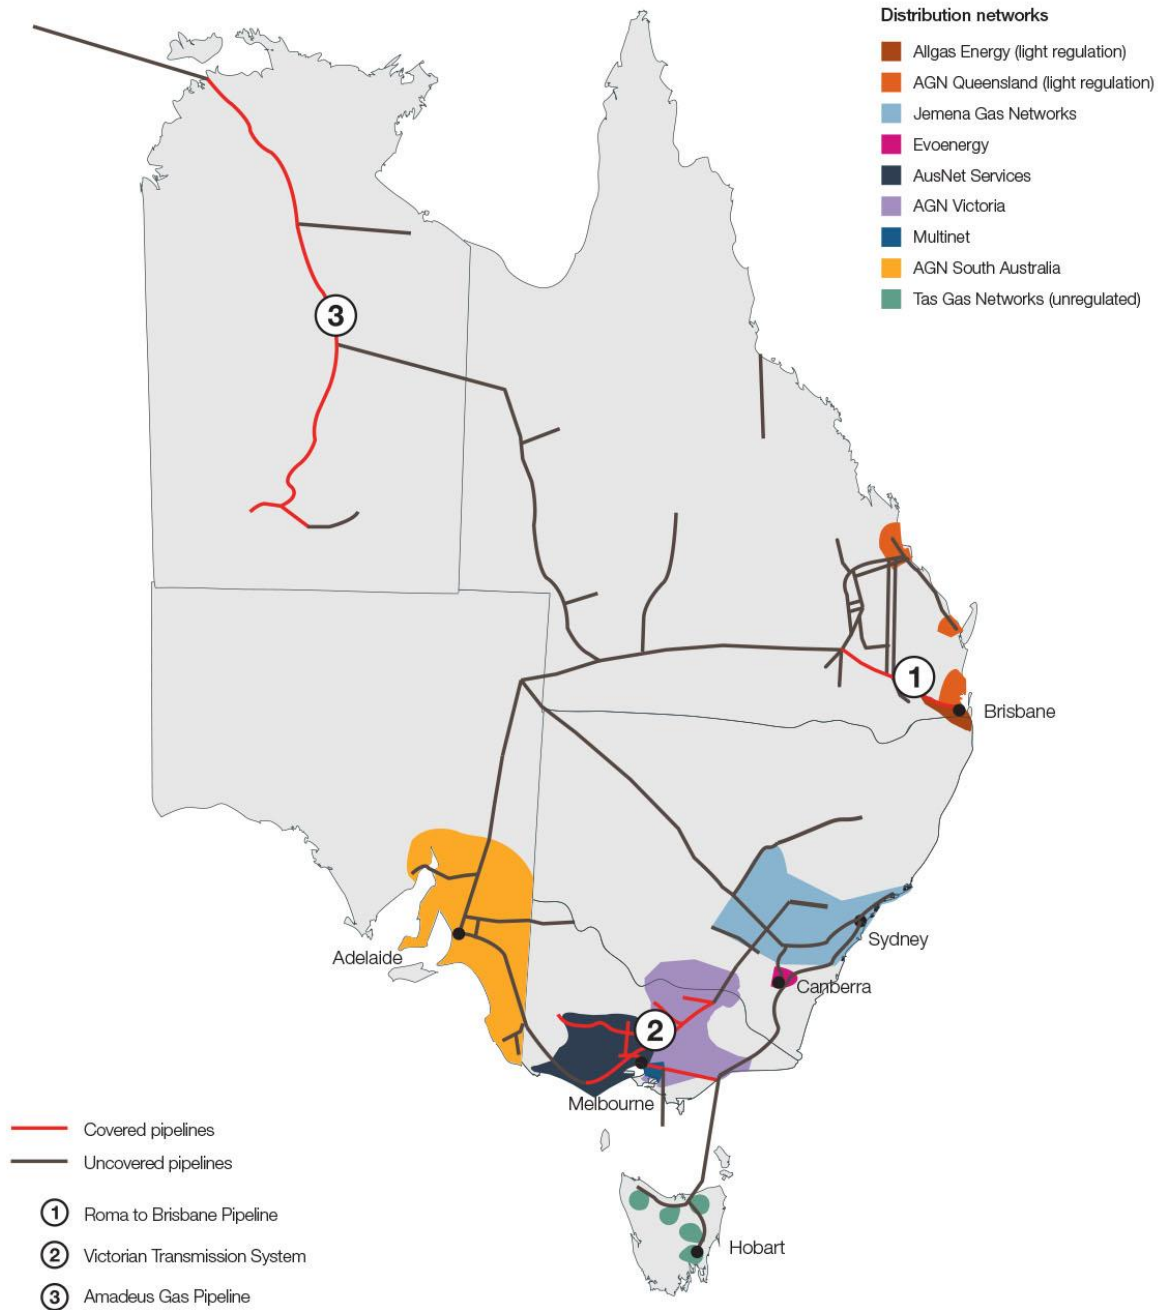 Distribution networks
Allgas Energy (light regulation)
AGN Queensland (light regulation)
Jemena Gas Networks
Evoenergy
AusNet Services
AGN Victoria
Multinet
AGN South Australia
Tas Gas Networks (unregulated)
3
1
Brisbane
Sydney
Adelaide
Canberra
2
Melbourne
Hobart
Covered pipelines
Uncovered pipelines
1 Roma to Brisbane Pipeline
2 Victorian Transmission System
3 Amadeus Gas Pipeline